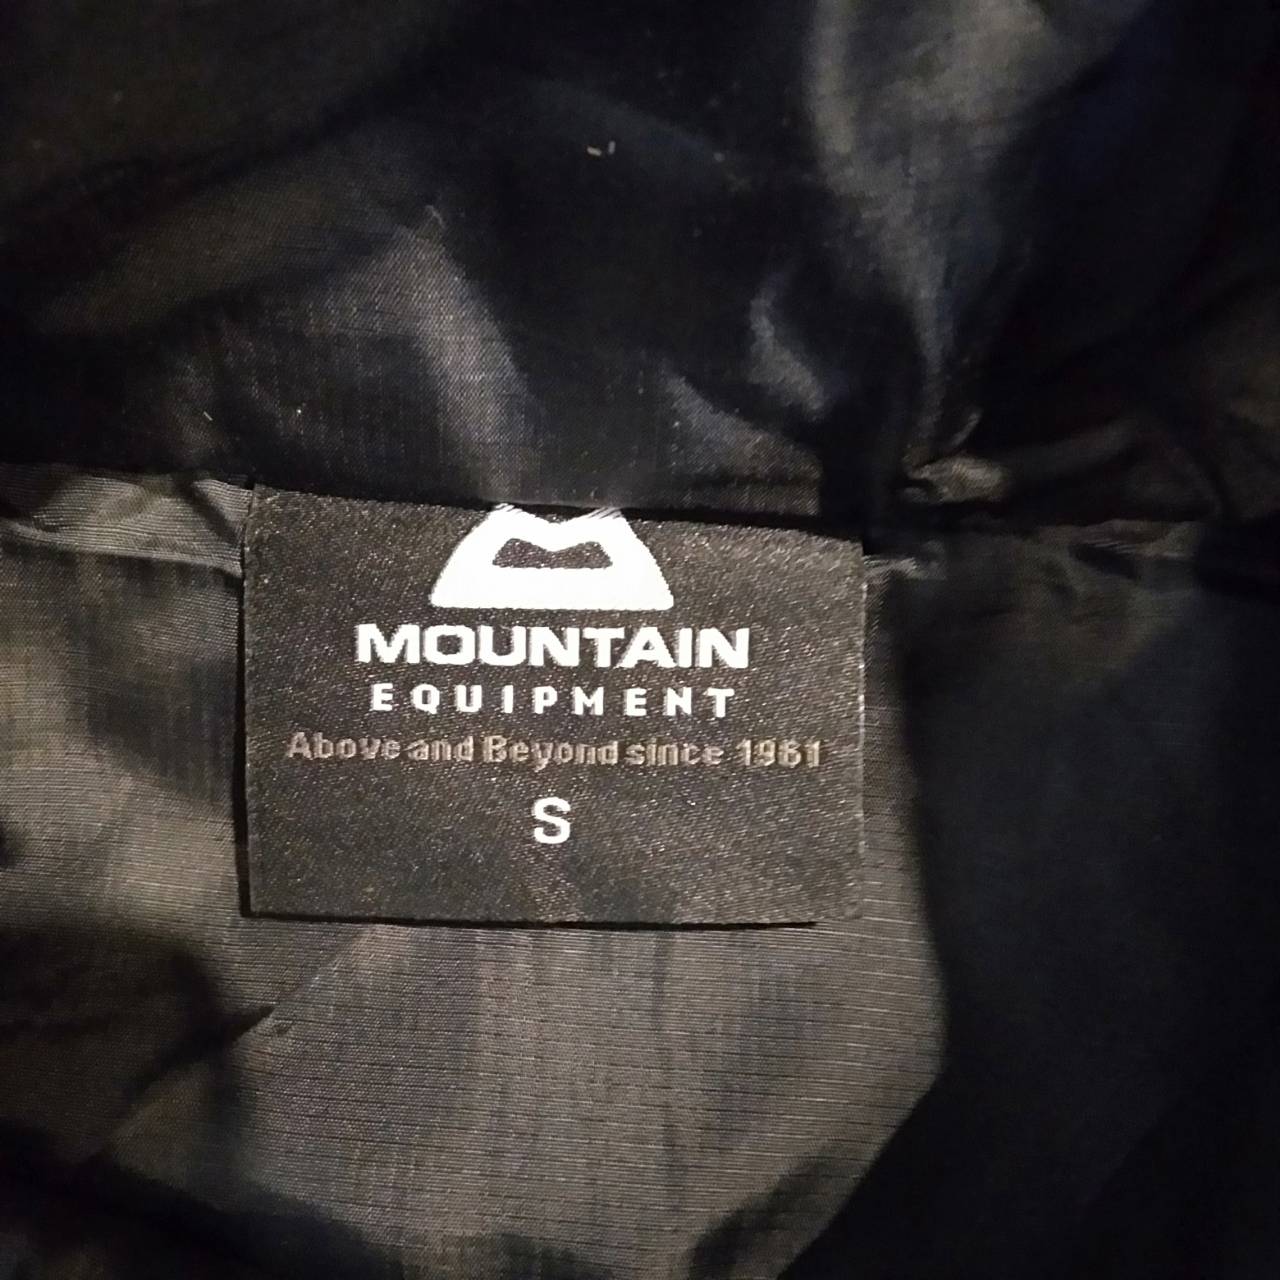 MOUNTAIN
EQUIPMENT
Above and Beyond since 1961
S